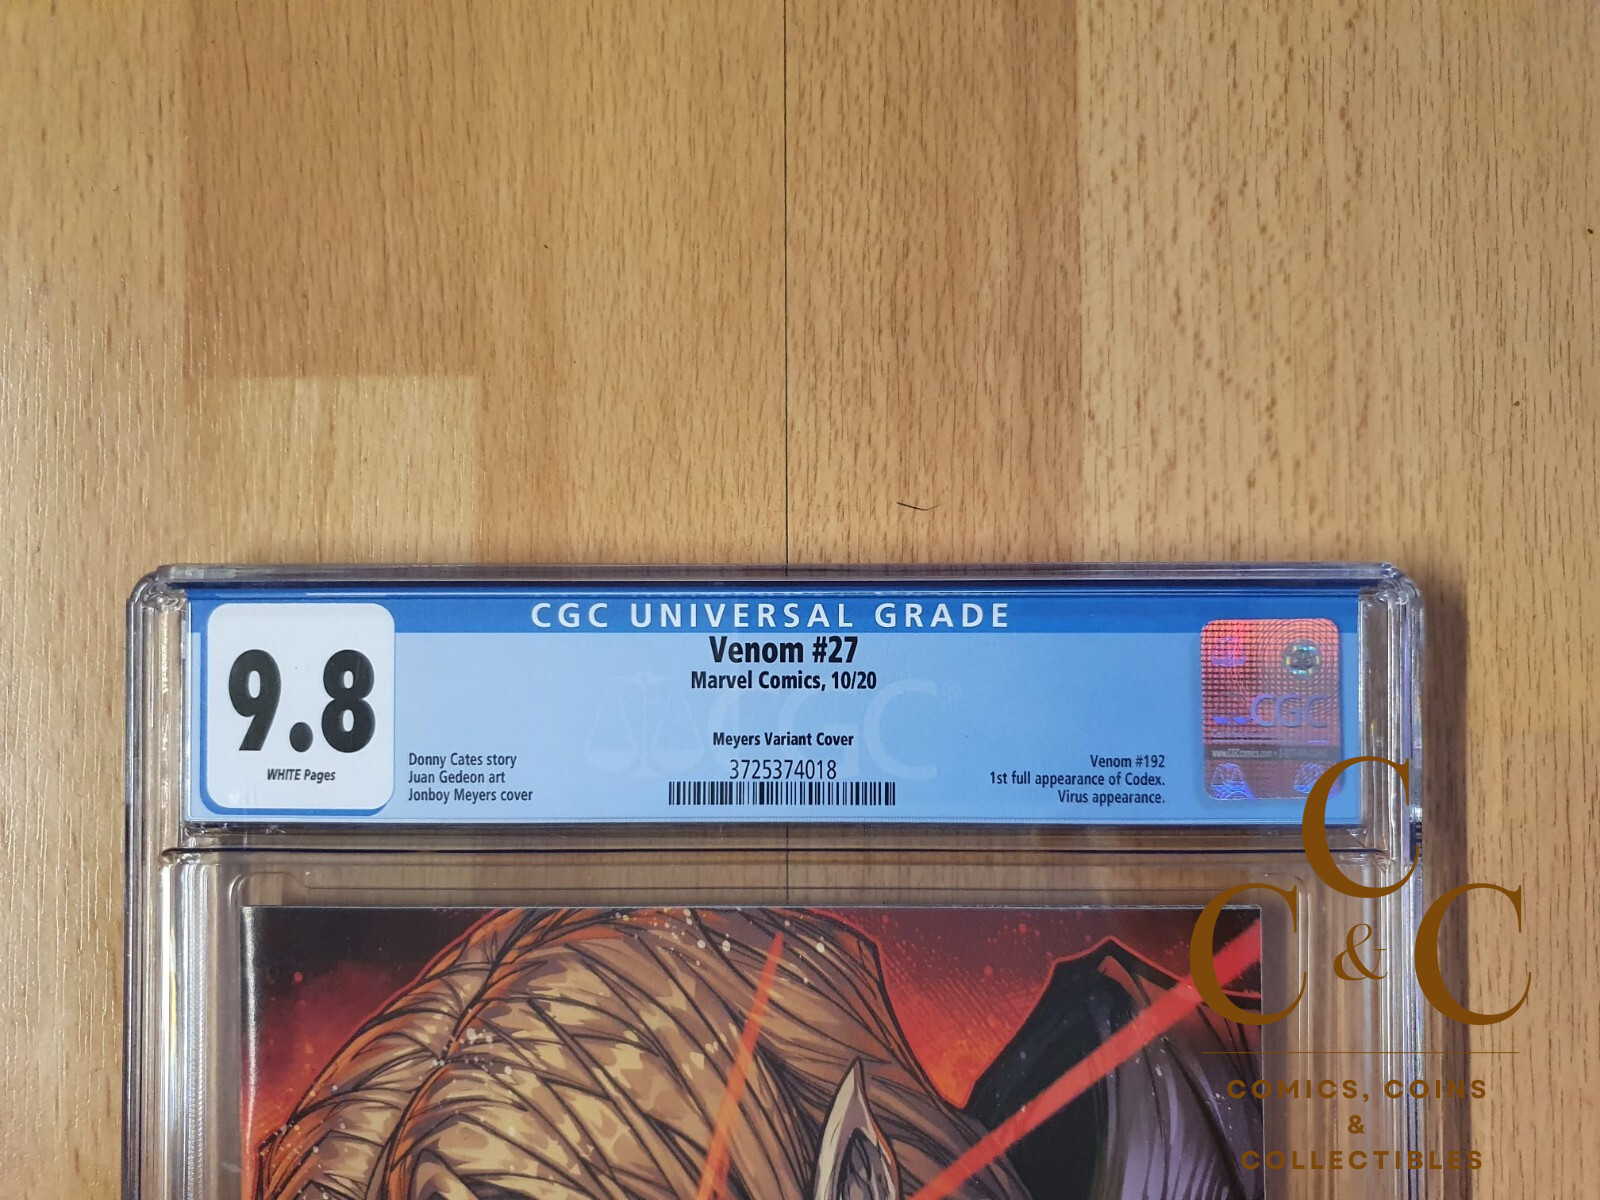 CGC UNIVERSAL GRADE
9.8
WHITE Pages
Venom #27
Marvel Comics, 10/20
Meyers Variant Cover
3725374018
Donny Cates story
Juan Gedeon art
Jonboy Meyers cover
Venom #192
1st full appearance of Codex.
Virus appearance.
CGC
CGC
C
C & C
COMICS, COINS
&
COLLECTIBLES